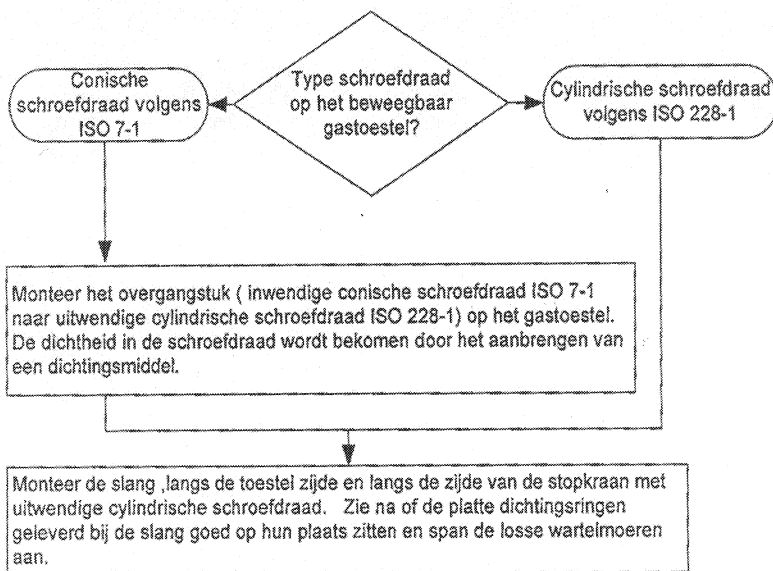 Type schroefdraad
op het beweegbaar
gastoestel?
Conische
schroefdraad volgens
ISO 7-1
Cylindrische schroefdraad
volgens ISO 228-1
Monteer het overgangstuk ( inwendige conische schroefdraad ISO 7-1
naar uitwendige cylindrische schroefdraad ISO 228-1) op het gastoestel.
De dichtheid in de schroefdraad wordt bekomen door het aanbrengen van
een dichtingsmiddel.
Monteer de slang ,langs de toestel zijde en langs de zijde van de stopkraan met
uitwendige cylindrische schroefdraad. Zie na of de platte dichtingsringen
geleverd bij de slang goed op hun plaats zitten en span de losse wartelmoeren
aan.